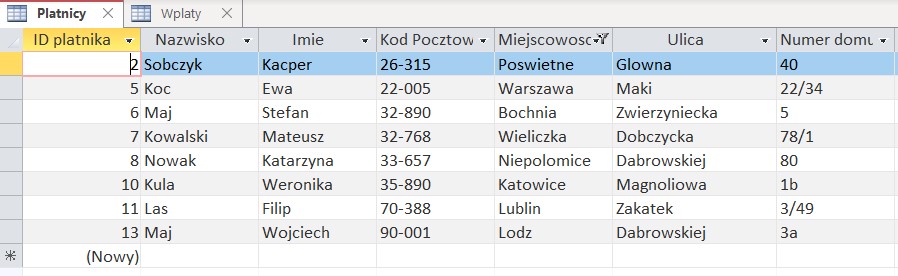 Platnicy Wplaty
ID platnika Nazwisko Imie Kod Pocztow Miejscowosc Ulica Numer domu
2 Sobczyk Kacper 26-315 Poswietne Glowna 40
5 Koc Ewa 22-005 Warszawa Maki 22/34
6 Maj Stefan 32-890 Bochnia Zwierzyniecka 5
7 Kowalski Mateusz 32-768 Wieliczka Dobczycka 78/1
8 Nowak Katarzyna 33-657 Niepolomice Dabrowskiej 80
10 Kula Weronika 35-890 Katowice Magnoliowa 1b
11 Las Filip 70-388 Lublin Zakatek 3/49
13 Maj Wojciech 90-001 Lodz Dabrowskiej 3a
(Nowy)